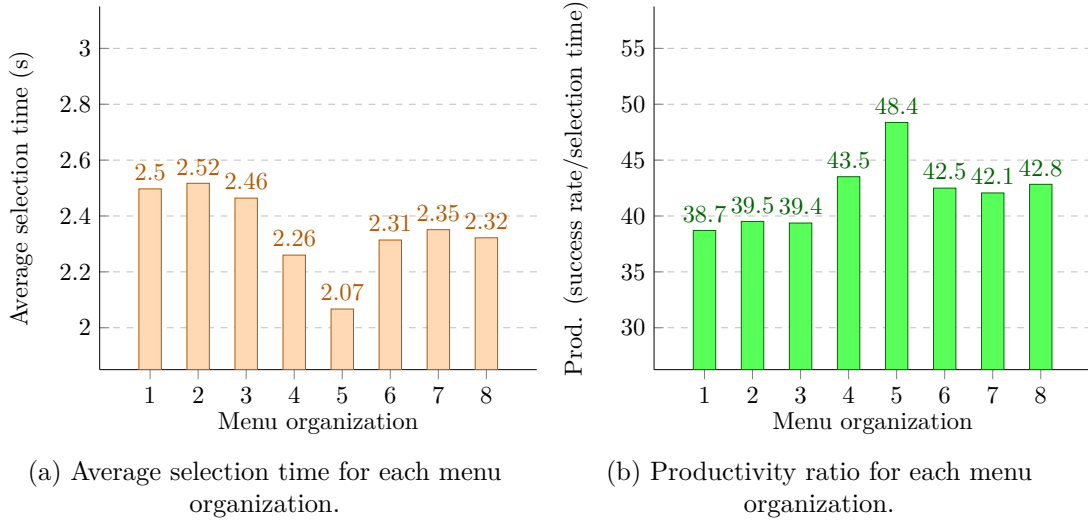 Average selection time (s)
3
2.8
2.6
2.4
2.2
2
2.5
2.52
2.46
2.26
2.07
2.31
2.35
2.32
1 2 3 4 5 6 7 8
Menu organization
(a) Average selection time for each menu
organization.
Prod. (success rate/selection time)
55
50
45
40
35
30
38.7
39.5
39.4
43.5
48.4
42.5
42.1
42.8
1 2 3 4 5 6 7 8
Menu organization
(b) Productivity ratio for each menu
organization.